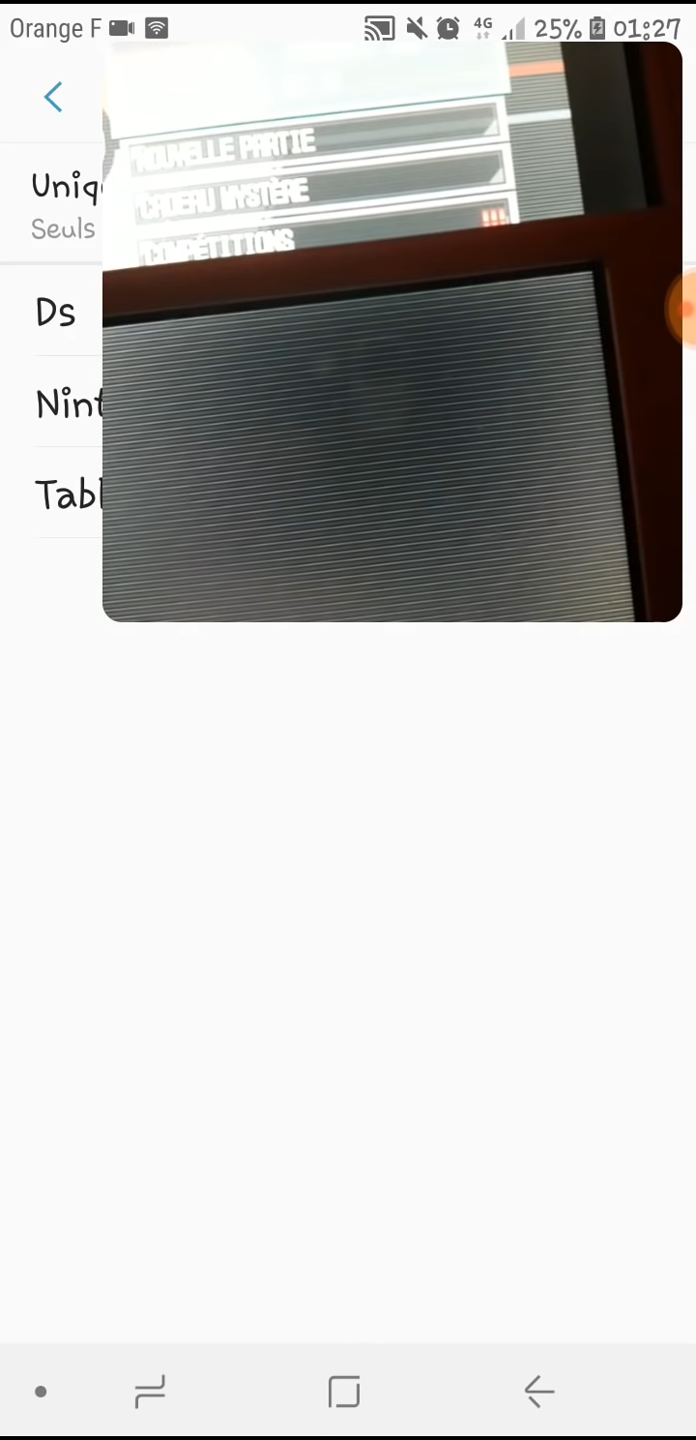 Orange F 4G 25% 01:27
Uniq
Seuls
Ds
Nint
Tabl
NOUVELLE PARTIE
CADEAU MYSTÈRE
COMPÉTITIONS